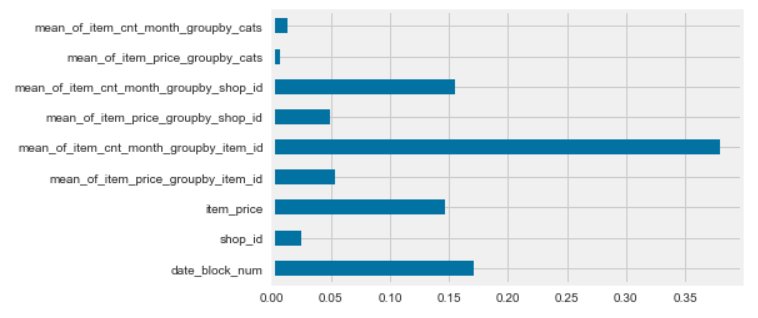 mean_of_item_cnt_month_groupby_cats
mean_of_item_price_groupby_cats
mean_of_item_cnt_month_groupby_shop_id
mean_of_item_price_groupby_shop_id
mean_of_item_cnt_month_groupby_item_id
mean_of_item_price_groupby_item_id
item_price
shop_id
date_block_num
0.00 0.05 0.10 0.15 0.20 0.25 0.30 0.35